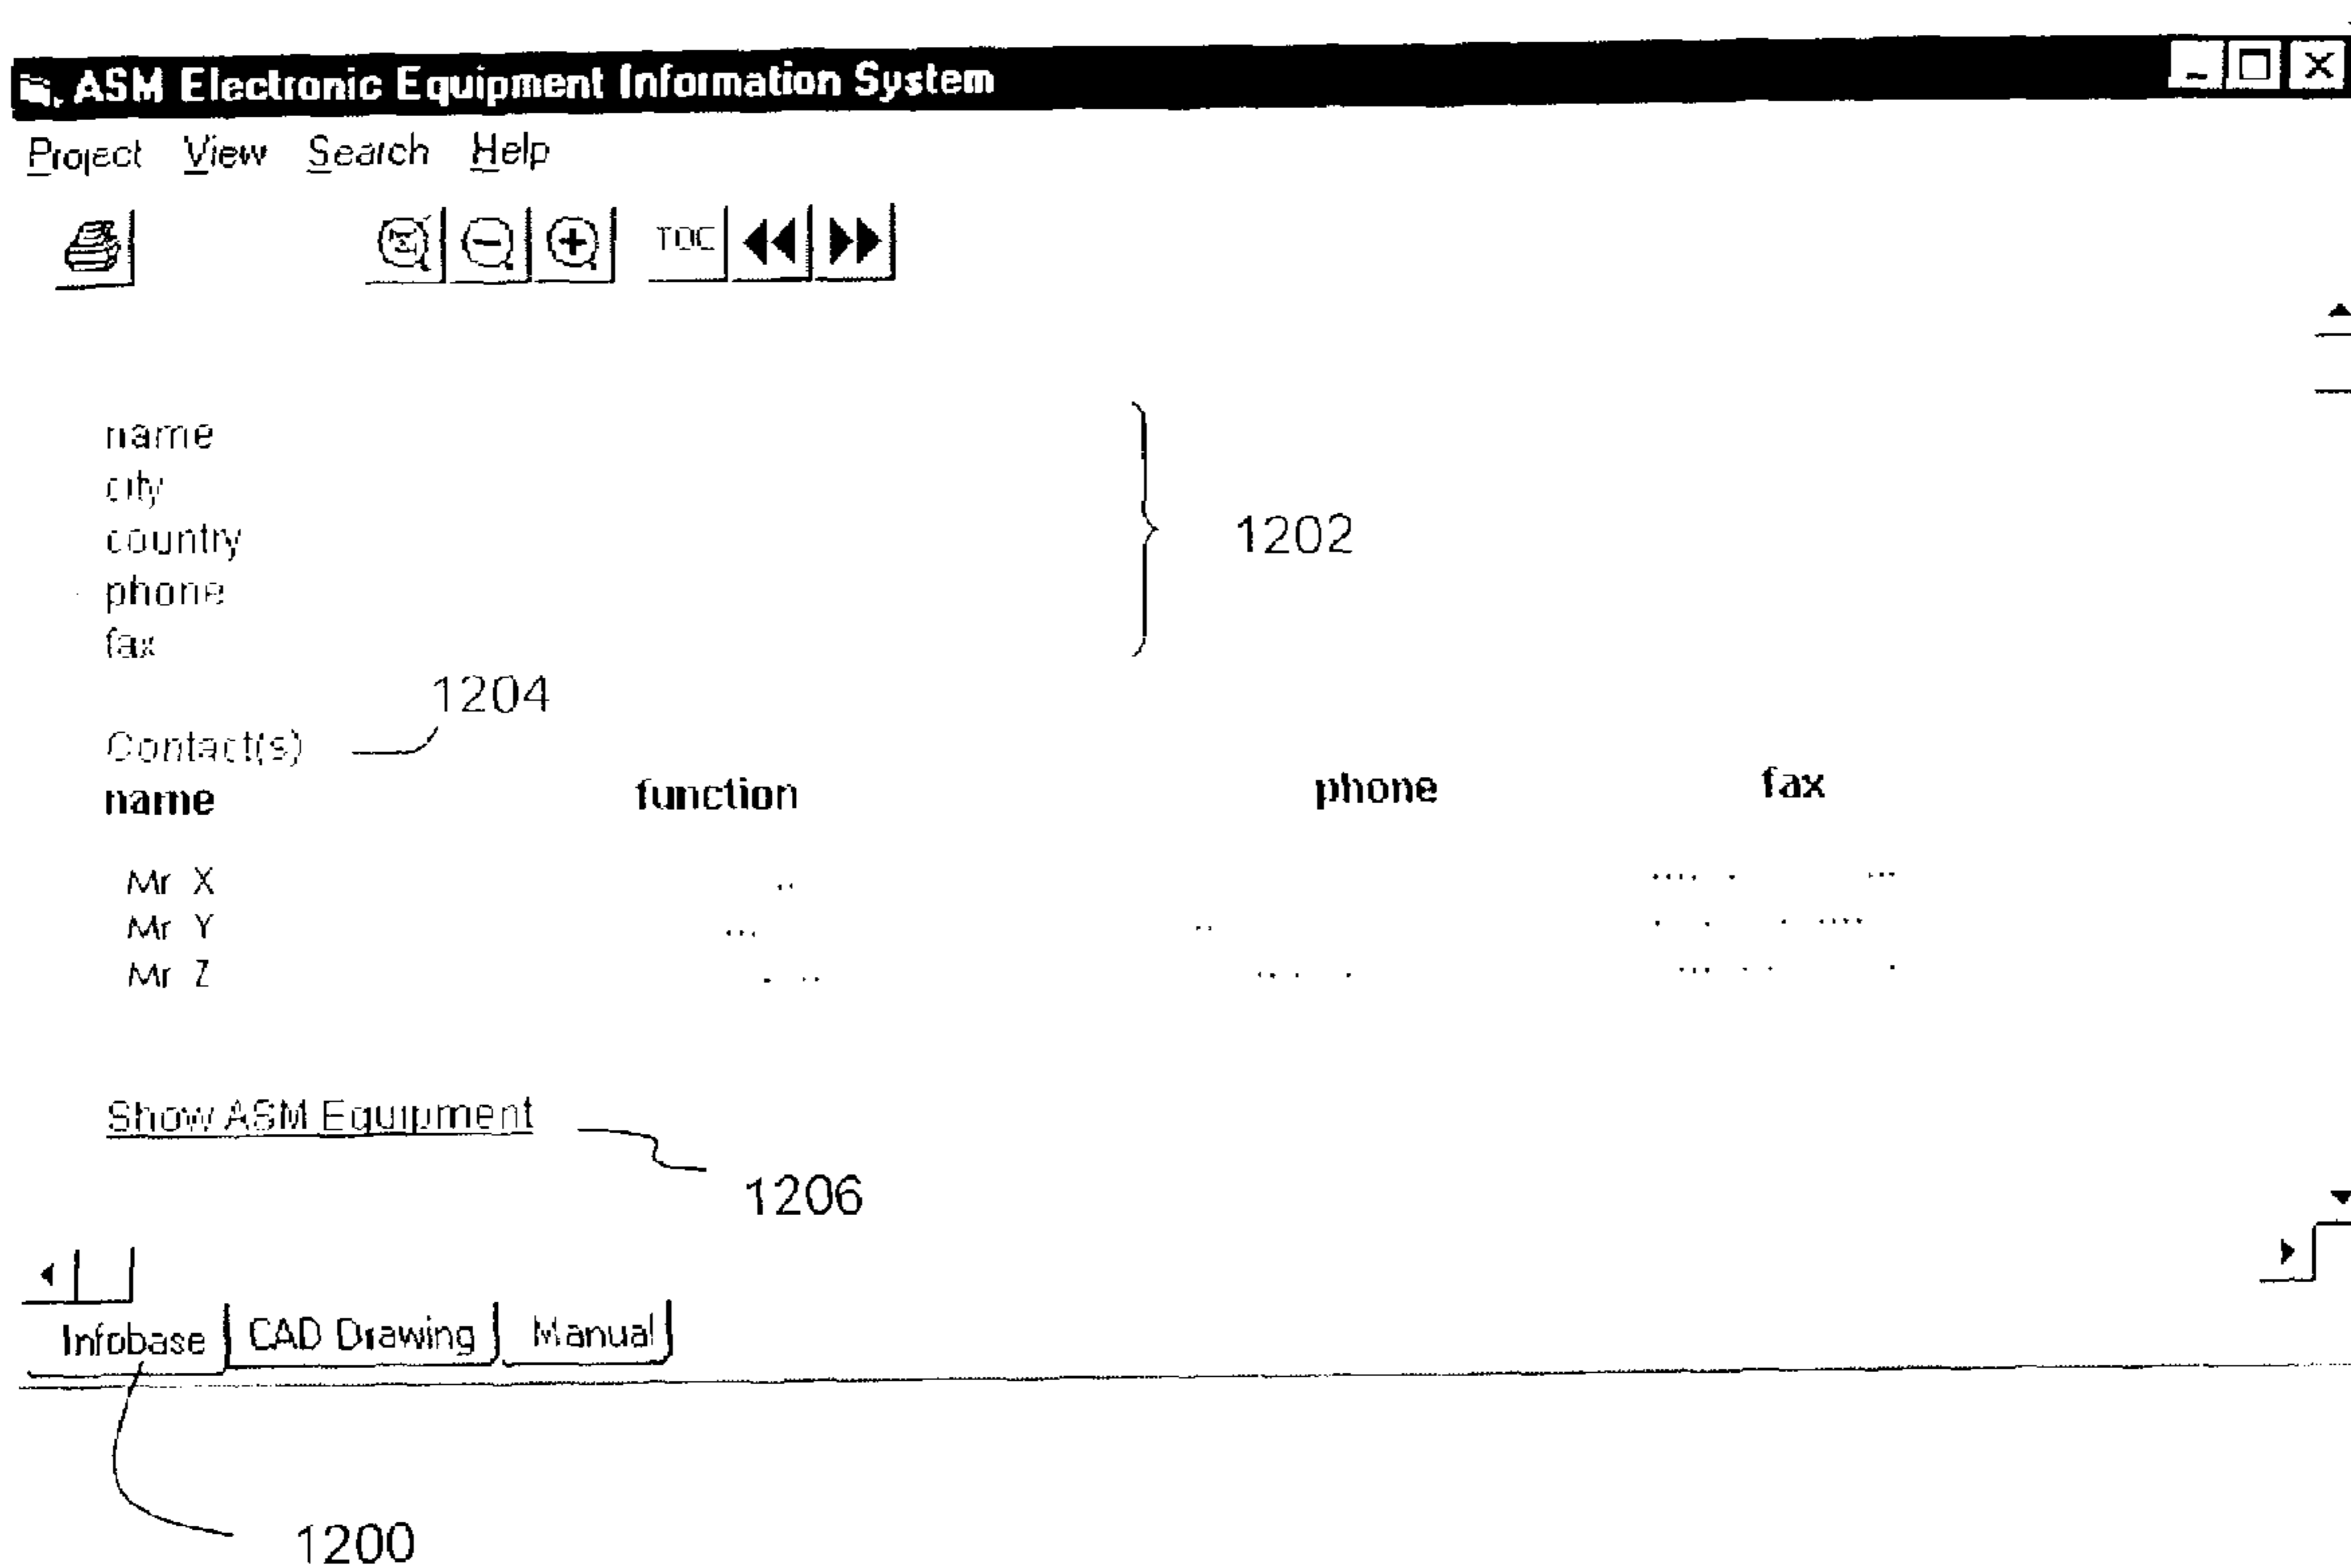 ASM Electronic Equipment Information System
Project View Search Help
TOC
name
city
country
phone
fax
1202
1204
Contact(s)
name function phone fax
Mr X
Mr Y
Mr Z
Show ASM Equipment
1206
Infobase CAD Drawing Manual
1200